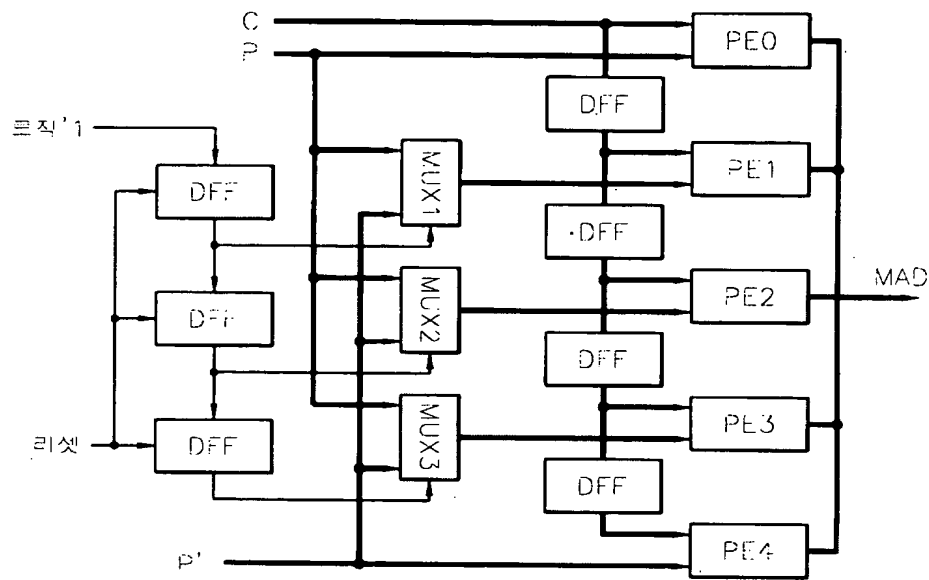 C
P
PE0
DFF
로직'1
MUX1
PE1
DFF
·DFF
MUX2
PE2
MAD
DFF
DFF
MUX3
PE3
리셋
DFF
DFF
P'
PE4